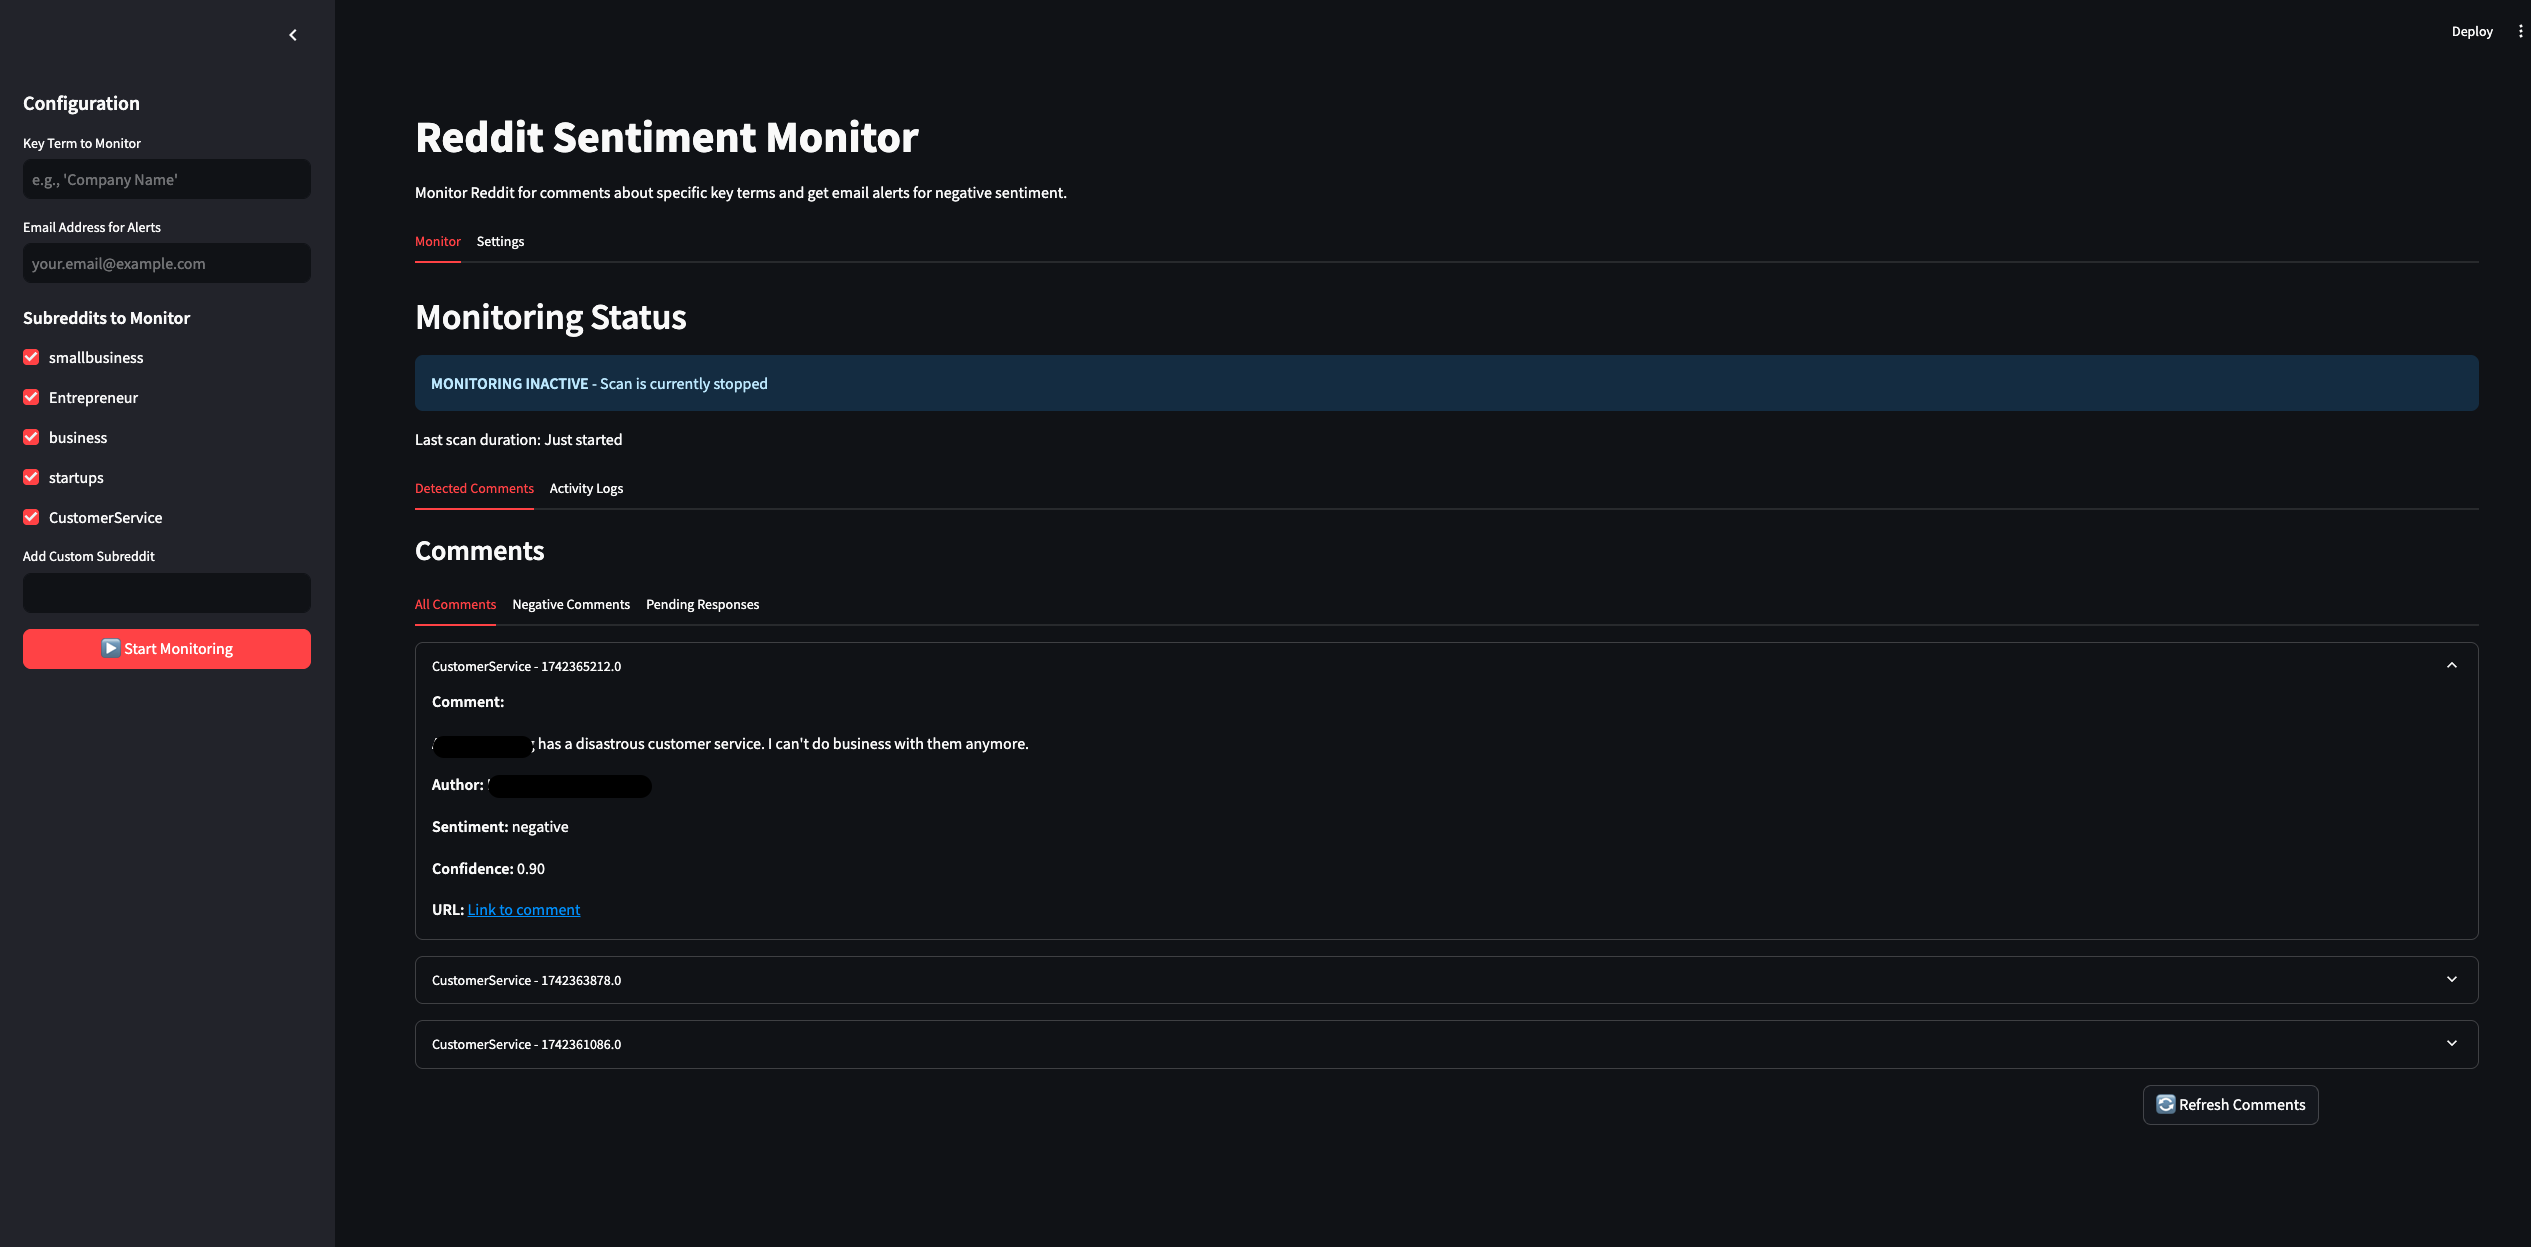 Deploy
Configuration
Key Term to Monitor
e.g., 'Company Name'
Email Address for Alerts
your.email@example.com
Subreddits to Monitor
smallbusiness
Entrepreneur
business
startups
CustomerService
Add Custom Subreddit
Start Monitoring
Reddit Sentiment Monitor
Monitor Reddit for comments about specific key terms and get email alerts for negative sentiment.
Monitor Settings
Monitoring Status
MONITORING INACTIVE - Scan is currently stopped
Last scan duration: Just started
Detected Comments Activity Logs
Comments
All Comments Negative Comments Pending Responses
CustomerService - 1742365212.0
Comment:
has a disastrous customer service. I can't do business with them anymore.
Author:
Sentiment: negative
Confidence: 0.90
URL: Link to comment
CustomerService - 1742363878.0
CustomerService - 1742361086.0
Refresh Comments